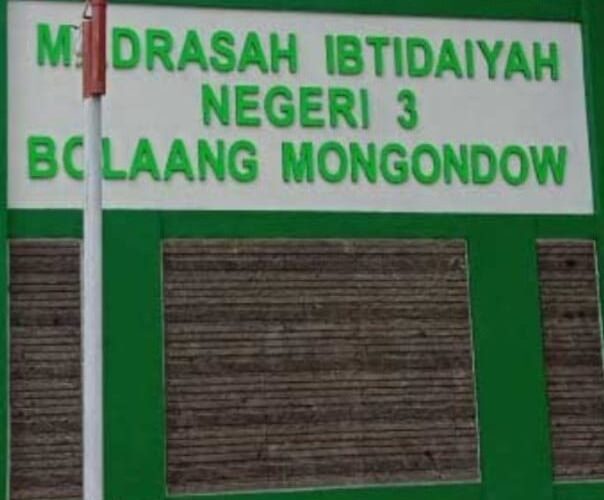 MADRASAH IBTIDAIYAH
NEGERI 3
BOLAANG MONGONDOW